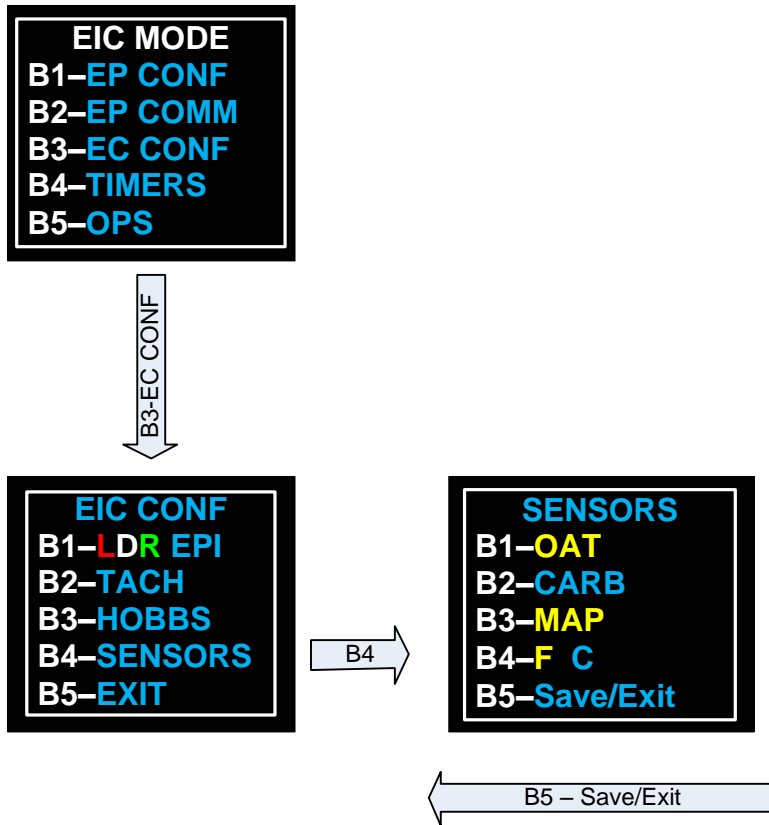 EIC MODE
B1–EP CONF
B2–EP COMM
B3–EC CONF
B4–TIMERS
B5–OPS
B3-EC CONF
EIC CONF
B1–LDR EPI
B2–TACH
B3–HOBBS
B4–SENSORS
B5–EXIT
B4
SENSORS
B1–OAT
B2–CARB
B3–MAP
B4–F C
B5–Save/Exit
B5 – Save/Exit